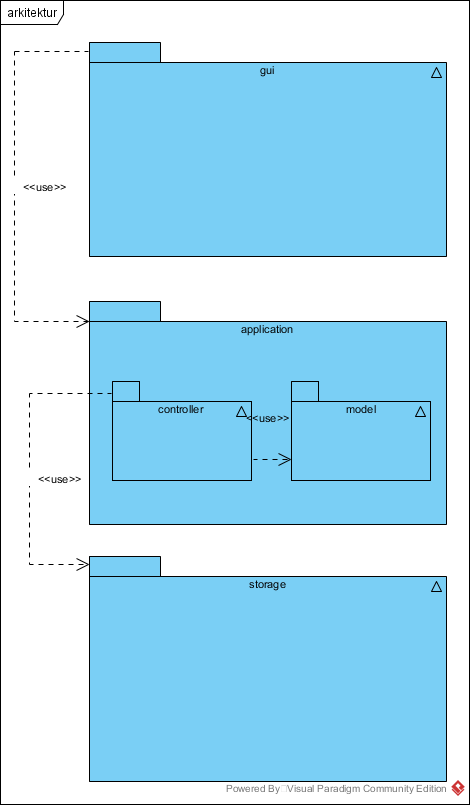 arkitektur
gui
<<use>>
application
controller
<<use>>
model
<<use>>
storage
Powered By Visual Paradigm Community Edition